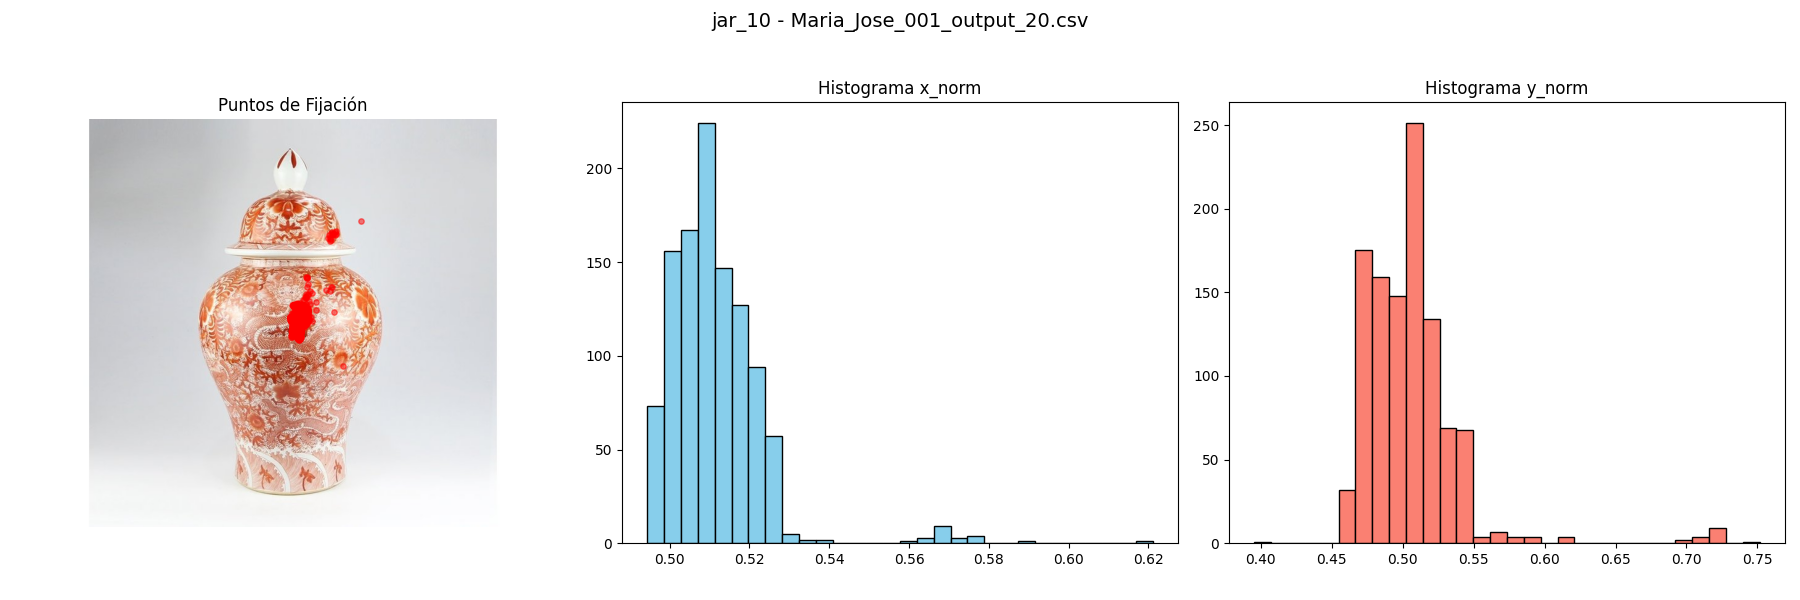 jar_10 - Maria_Jose_001_output_20.csv
Puntos de Fijación
Histograma x_norm
200
150
100
50
0
0.50 0.52 0.54 0.56 0.58 0.60 0.62
Histograma y_norm
250
200
150
100
50
0
0.40 0.45 0.50 0.55 0.60 0.65 0.70 0.75